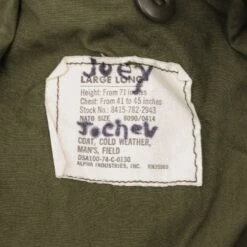 Joey
LARGE LONG
Height: From 71 inches
Chest: From 41 to 45 inches
Stock No.: 8415-782-2943
NATO SIZE 8090/0414
Jochev
COAT, COLD WEATHER,
MAN'S, FIELD
DSA100-74-C-0130
ALPHA INDUSTRIES, INC.